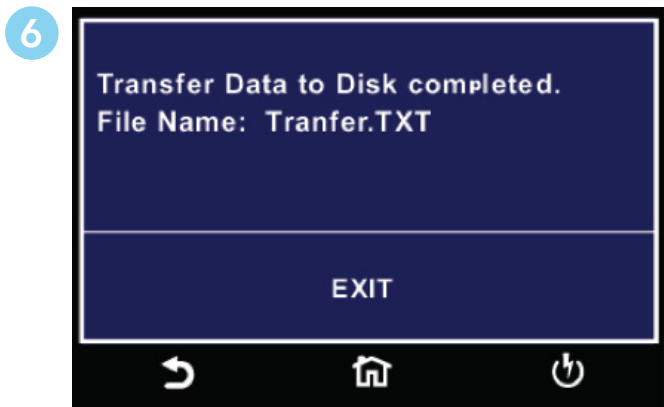 6
Transfer Data to Disk completed.
File Name: Tranfer.TXT
EXIT